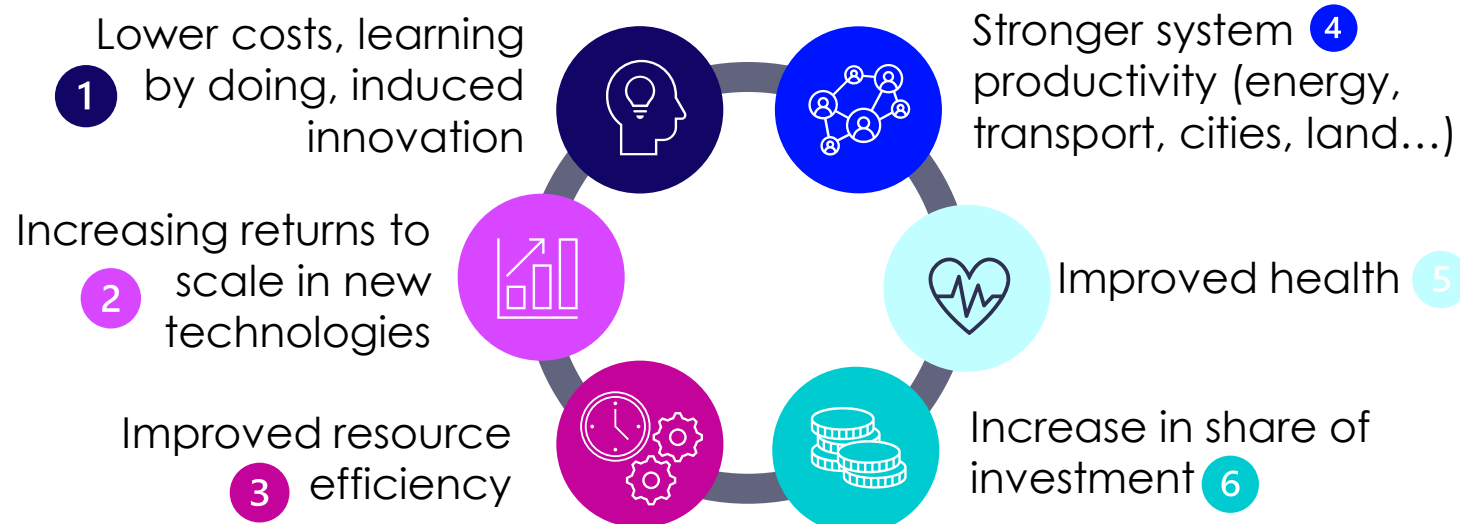 Lower costs, learning
1 by doing, induced
innovation
Increasing returns to
2 scale in new
technologies
Improved resource
3 efficiency
Stronger system 4
productivity (energy,
transport, cities, land…)
Improved health 5
Increase in share of
investment 6